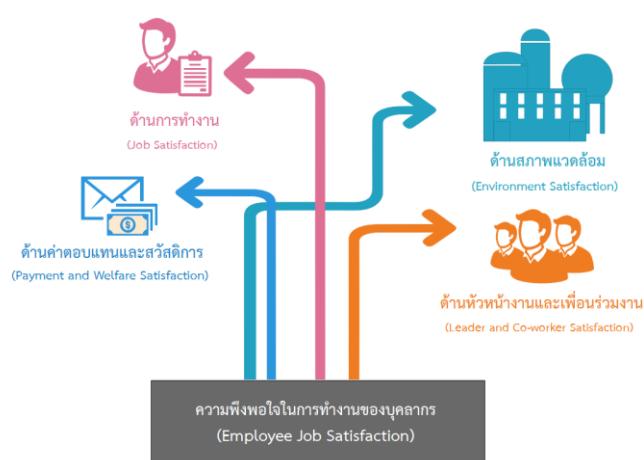 ด้านการทำงาน
(Job Satisfaction)
ด้านสภาพแวดล้อม
(Environment Satisfaction)
$
ด้านค่าตอบแทนและสวัสดิการ
(Payment and Welfare Satisfaction)
ด้านหัวหน้างานและเพื่อนร่วมงาน
(Leader and Co-worker Satisfaction)
ความพึงพอใจในการทำงานของบุคลากร
(Employee Job Satisfaction)